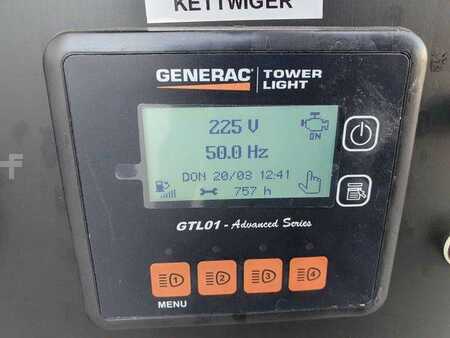 KETTWIGER
GENERAC® TOWER LIGHT
225 V
ON
50.0 Hz
DON 20/03 12:41
757 h
GTL01 - Advanced Series
1 2 3 4
MENU